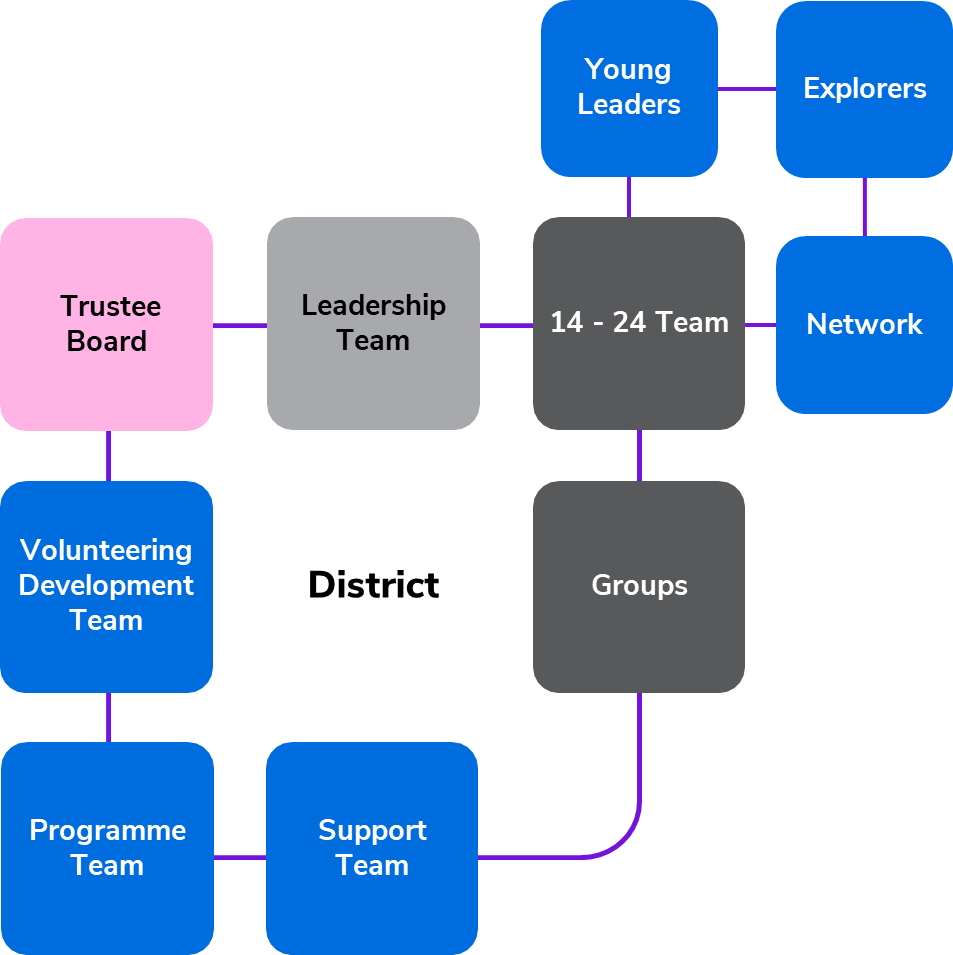 Young
Leaders
Explorers
Trustee
Board
Leadership
Team
14 - 24 Team
Network
Volunteering
Development
Team
District
Groups
Programme
Team
Support
Team